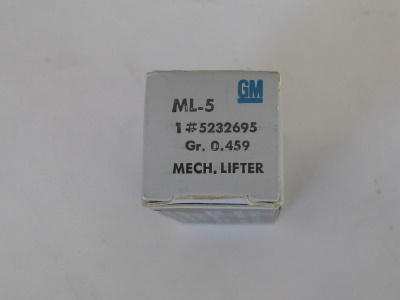 GM
ML-5
1#5232695
Gr. 0.459
MECH. LIFTER